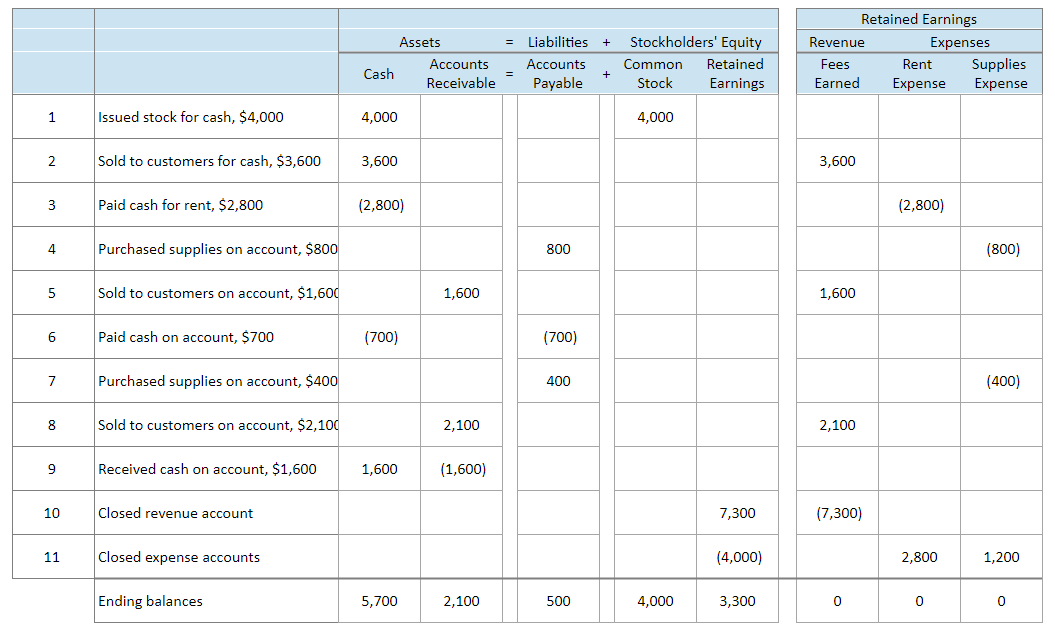 Retained Earnings
Assets = Liabilities + Stockholders' Equity Revenue Expenses
Cash Accounts Receivable = Accounts Payable + Common Stock Retained Earnings Fees Earned Rent Expense Supplies Expense
1 Issued stock for cash, $4,000 4,000 4,000
2 Sold to customers for cash, $3,600 3,600 3,600
3 Paid cash for rent, $2,800 (2,800) (2,800)
4 Purchased supplies on account, $800 800 (800)
5 Sold to customers on account, $1,600 1,600 1,600
6 Paid cash on account, $700 (700) (700)
7 Purchased supplies on account, $400 400 (400)
8 Sold to customers on account, $2,100 2,100 2,100
9 Received cash on account, $1,600 1,600 (1,600)
10 Closed revenue account 7,300 (7,300)
11 Closed expense accounts (4,000) 2,800 1,200
Ending balances 5,700 2,100 500 4,000 3,300 0 0 0